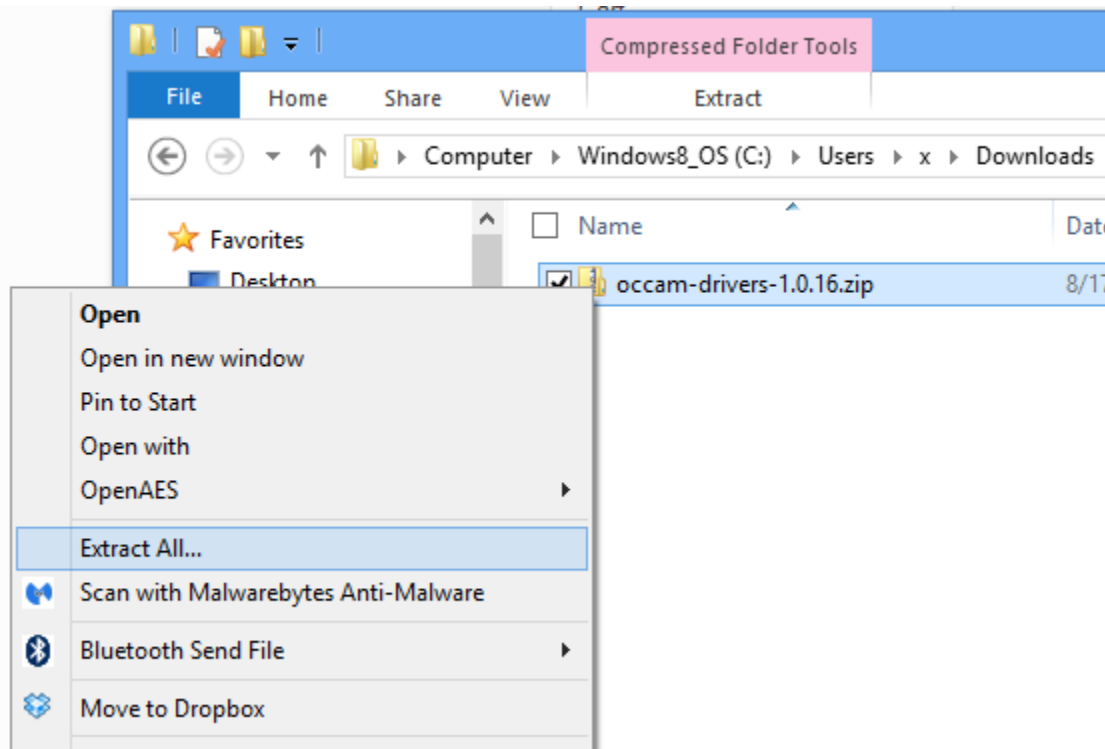 Compressed Folder Tools
File Home Share View Extract
Computer Windows8_OS (C:) Users x Downloads
Favorites
Name
Desktop
occam-drivers-1.0.16.zip
8/17
Open
Open in new window
Pin to Start
Open with
OpenAES
Extract All...
Scan with Malwarebytes Anti-Malware
Bluetooth Send File
Move to Dropbox